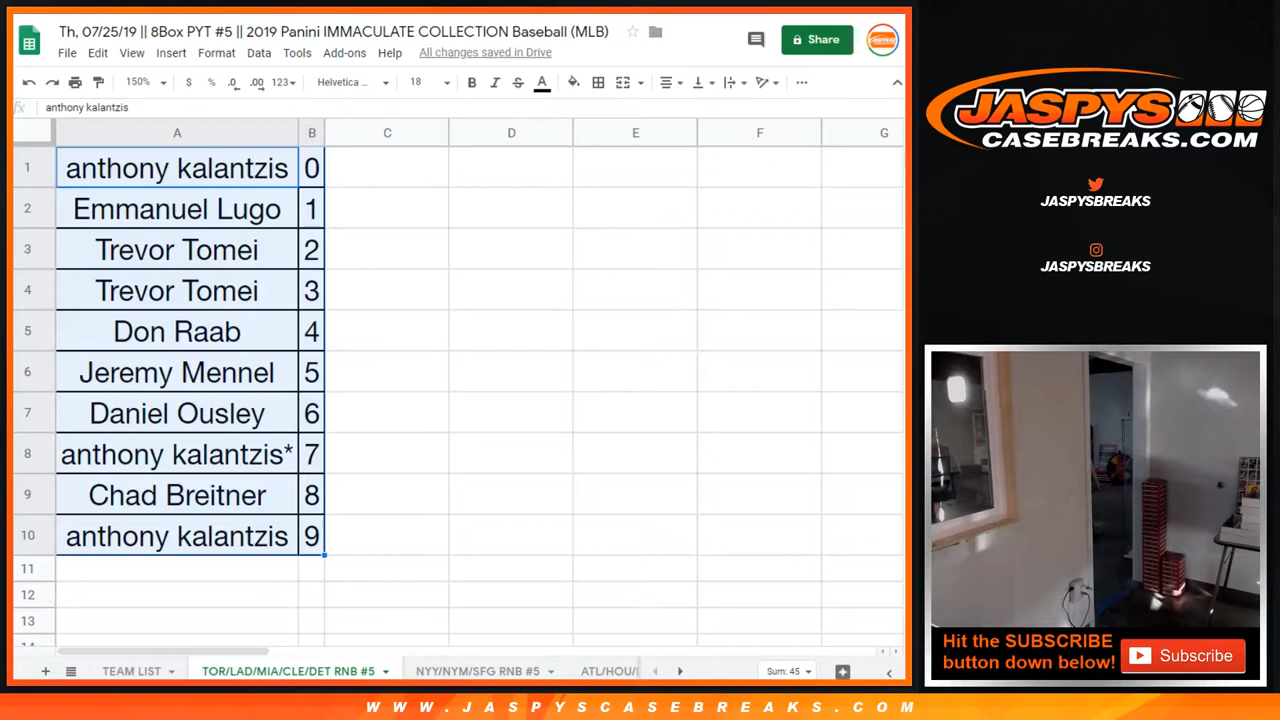 Th, 07/25/19 || 8Box PYT #5 || 2019 Panini IMMACULATE COLLECTION Baseball (MLB)
File Edit View Insert Format Data Tools Add-ons Help All changes saved in Drive
Share
150% $ % .0 .00 123 Helvetica ... 18 B I S A
fx anthony kalantzis
A B C D E F G
1 anthony kalantzis 0
2 Emmanuel Lugo 1
3 Trevor Tomei 2
4 Trevor Tomei 3
5 Don Raab 4
6 Jeremy Mennel 5
7 Daniel Ousley 6
8 anthony kalantzis* 7
9 Chad Breitner 8
10 anthony kalantzis 9
11
12
13
TEAM LIST TOR/LAD/MIA/CLE/DET RNB #5 NYY/NYM/SFG RNB #5 ATL/HOU/L Sum: 45
JASPYS
CASEBREAKS.COM
JASPYSBREAKS
JASPYSBREAKS
Hit the SUBSCRIBE
button down below!
Subscribe
WWW.JASPYSCASEBREAKS.COM